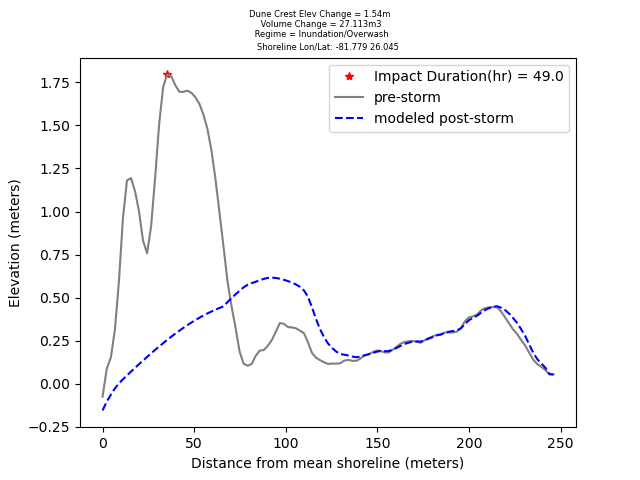 Dune Crest Elev Change = 1.54m
Volume Change = 27.113m3
Regime = Inundation/Overwash
Shoreline Lon/Lat: -81.779 26.045
Impact Duration(hr) = 49.0
pre-storm
modeled post-storm
Elevation (meters)
1.75
1.50
1.25
1.00
0.75
0.50
0.25
0.00
−0.25
0 50 100 150 200 250
Distance from mean shoreline (meters)